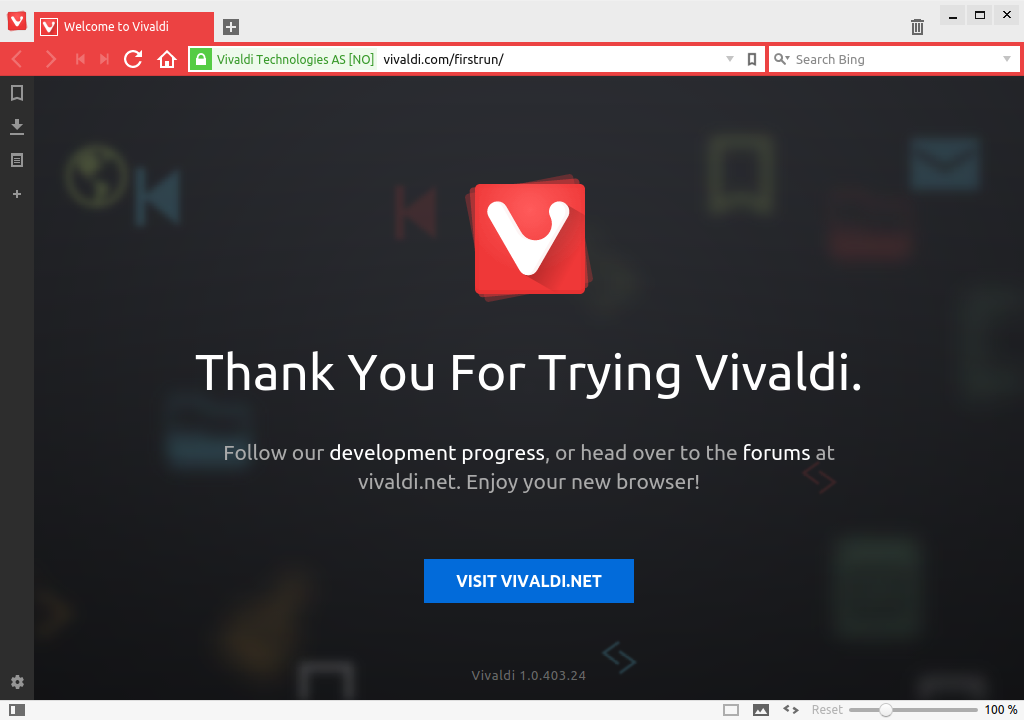 Welcome to Vivaldi
Vivaldi Technologies AS [NO] vivaldi.com/firstrun/ Search Bing
Thank You For Trying Vivaldi.
Follow our development progress, or head over to the forums at
vivaldi.net. Enjoy your new browser!
VISIT VIVALDI.NET
Vivaldi 1.0.403.24
Reset 100 %